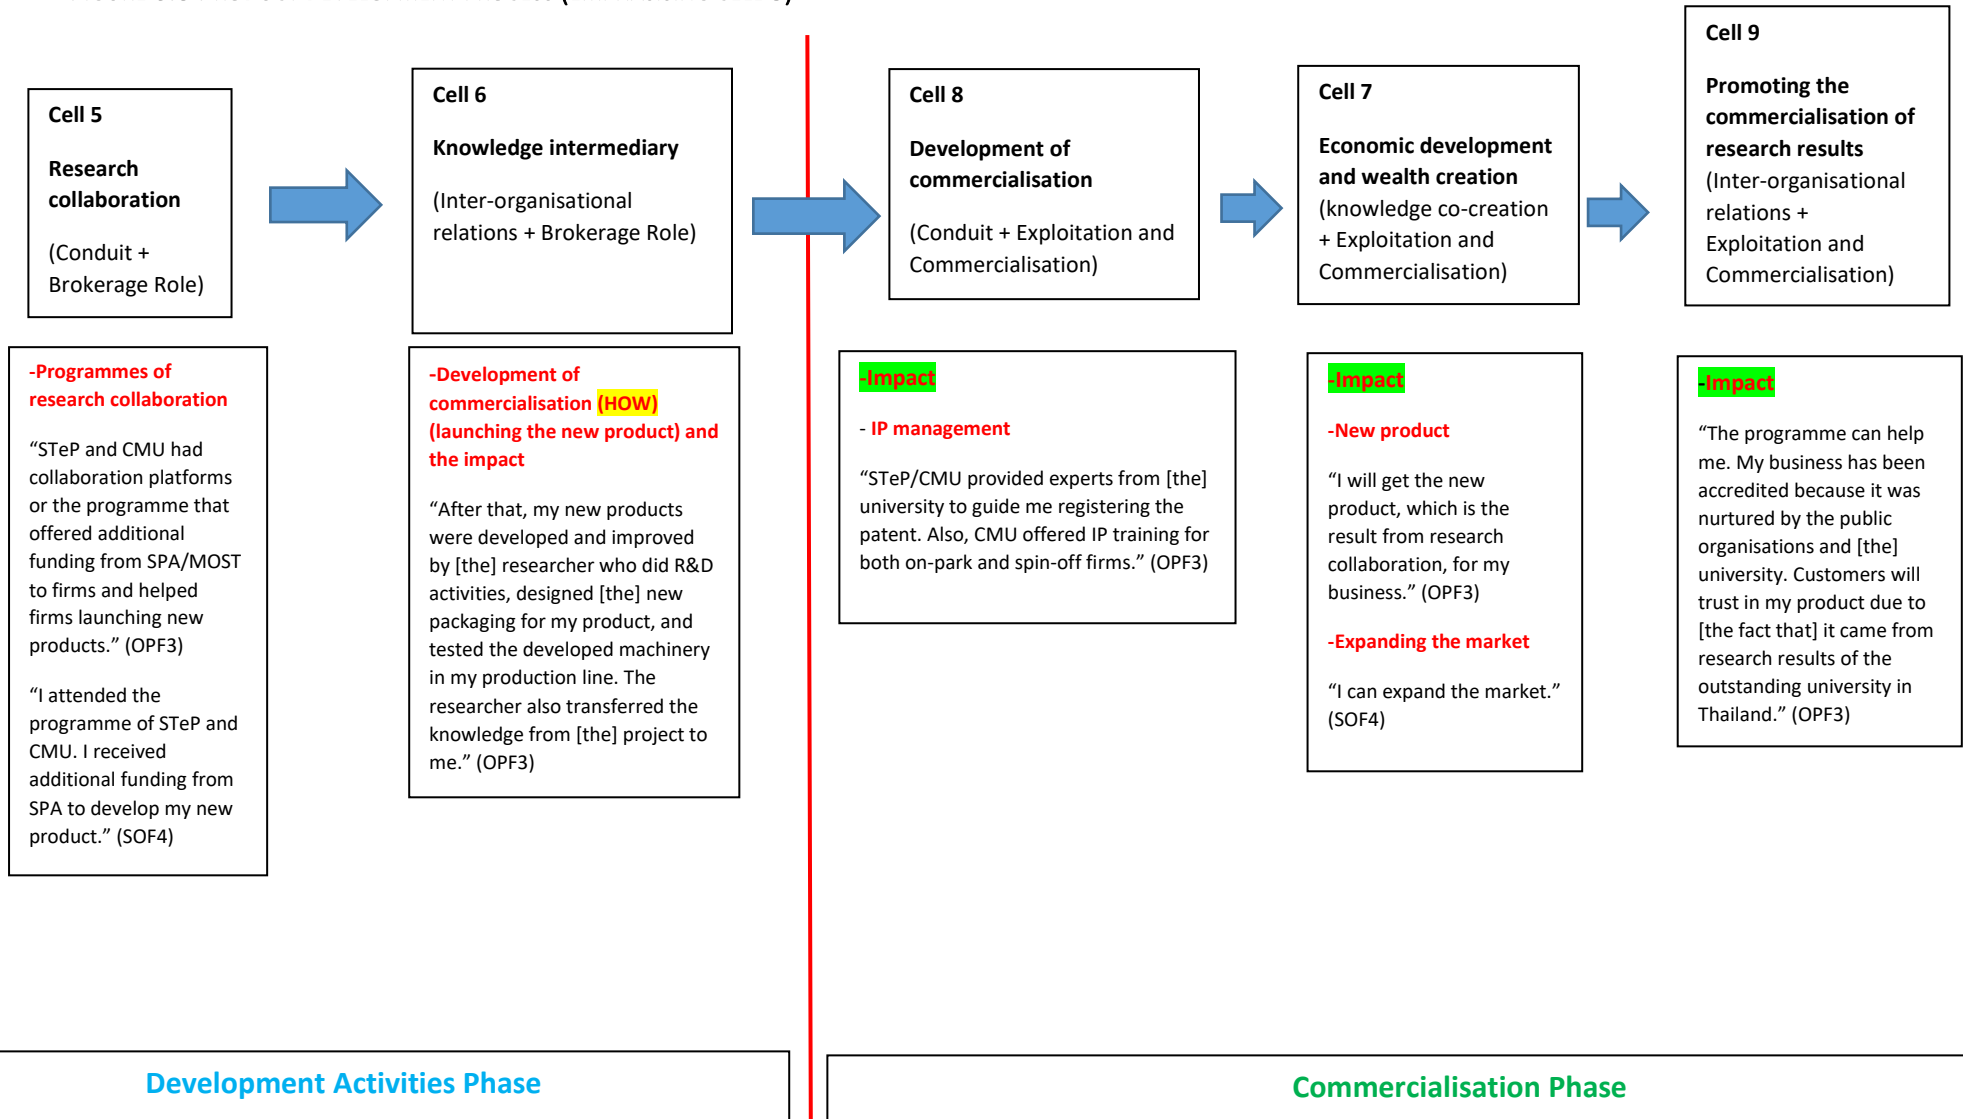 Cell 5
Research
collaboration
(Conduit +
Brokerage Role)
Cell 6
Knowledge intermediary
(Inter-organisational
relations + Brokerage Role)
Cell 8
Development of
commercialisation
(Conduit + Exploitation and
Commercialisation)
Cell 7
Economic development
and wealth creation
(knowledge co-creation
+ Exploitation and
Commercialisation)
Cell 9
Promoting the
commercialisation of
research results
(Inter-organisational
relations +
Exploitation and
Commercialisation)
-Programmes of
research collaboration
“STeP and CMU had
collaboration platforms
or the programme that
offered additional
funding from SPA/MOST
to firms and helped
firms launching new
products.” (OPF3)
“I attended the
programme of STeP and
CMU. I received
additional funding from
SPA to develop my new
product.” (SOF4)
-Development of
commercialisation (HOW)
(launching the new product) and
the impact
“After that, my new products
were developed and improved
by [the] researcher who did R&D
activities, designed [the] new
packaging for my product, and
tested the developed machinery
in my production line. The
researcher also transferred the
knowledge from [the] project to
me.” (OPF3)
-Impact
- IP management
“STeP/CMU provided experts from [the]
university to guide me registering the
patent. Also, CMU offered IP training for
both on-park and spin-off firms.” (OPF3)
-Impact
-New product
“I will get the new
product, which is the
result from research
collaboration, for my
business.” (OPF3)
-Expanding the market
“I can expand the market.”
(SOF4)
-Impact
“The programme can help
me. My business has been
accredited because it was
nurtured by the public
organisations and [the]
university. Customers will
trust in my product due to
[the fact that] it came from
research results of the
outstanding university in
Thailand.” (OPF3)
Development Activities Phase
Commercialisation Phase